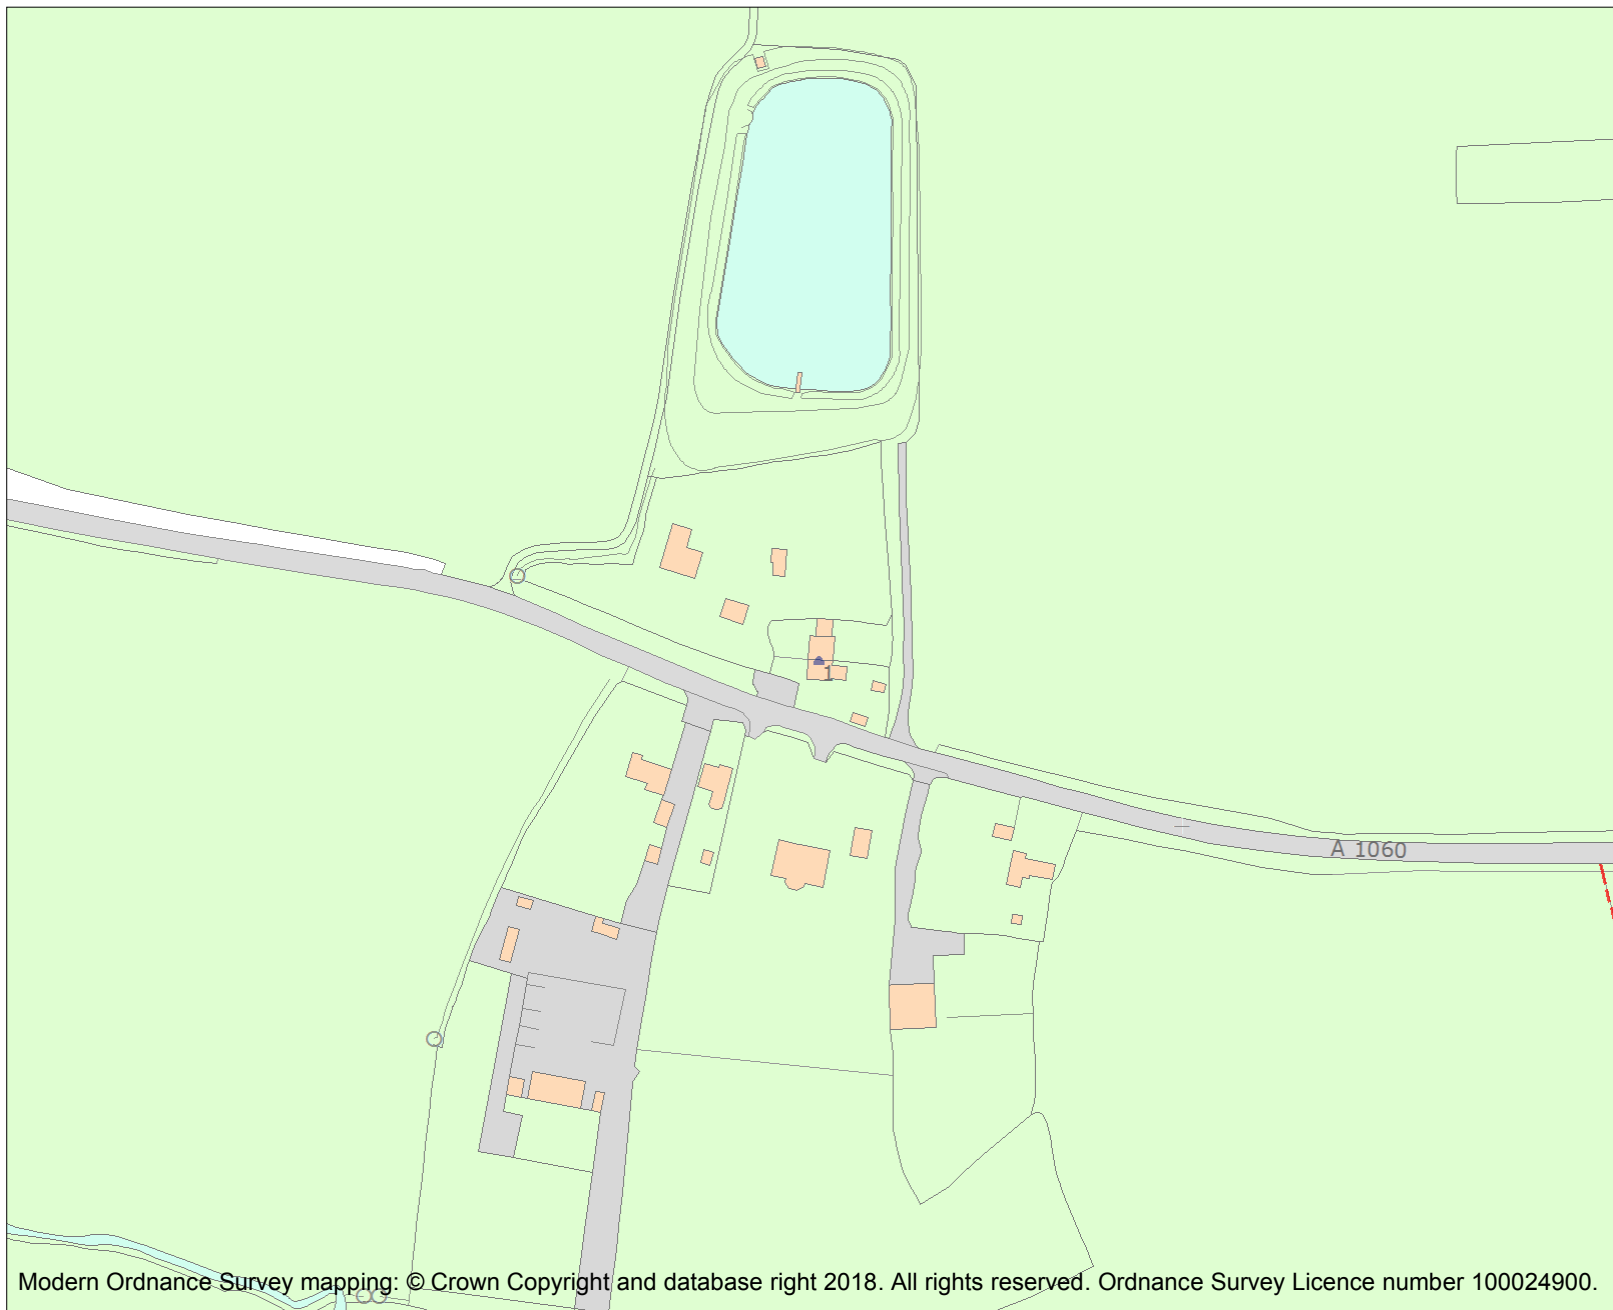 1
A 1060
Modern Ordnance Survey mapping: © Crown Copyright and database right 2018. All rights reserved. Ordnance Survey Licence number 100024900.